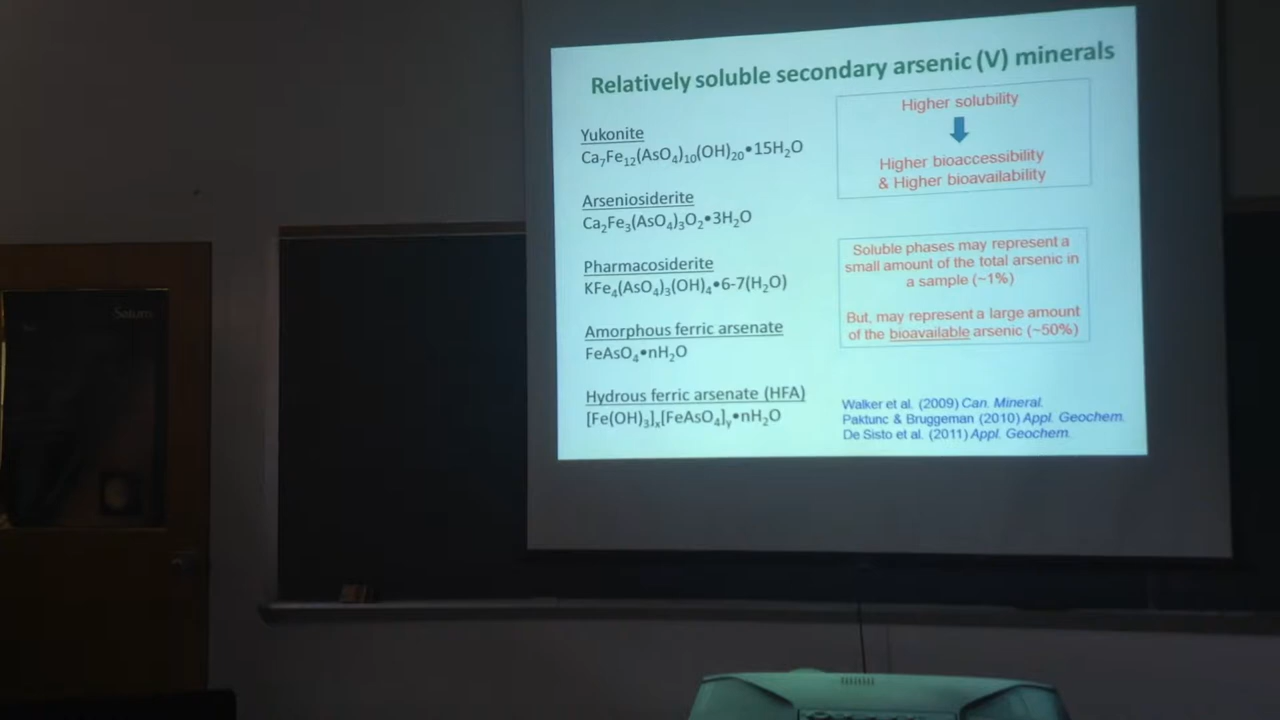 Saturn
Relatively soluble secondary arsenic (V) minerals
Yukonite
Ca₇Fe₁₂(AsO₄)₁₀(OH)₂₀•15H₂O
Arseniosiderite
Ca₂Fe₃(AsO₄)₃O₂•3H₂O
Pharmacosiderite
KFe₄(AsO₄)₃(OH)₄•6-7(H₂O)
Amorphous ferric arsenate
FeAsO₄•nH₂O
Hydrous ferric arsenate (HFA)
[Fe(OH)₃]ₓ[FeAsO₄]ᵧ•nH₂O
Higher solubility
Higher bioaccessibility
& Higher bioavailability
Soluble phases may represent a
small amount of the total arsenic in
a sample (~1%)
But, may represent a large amount
of the bioavailable arsenic (~50%)
Walker et al. (2009) Can. Mineral.
Paktunc & Bruggeman (2010) Appl. Geochem.
De Sisto et al. (2011) Appl. Geochem.